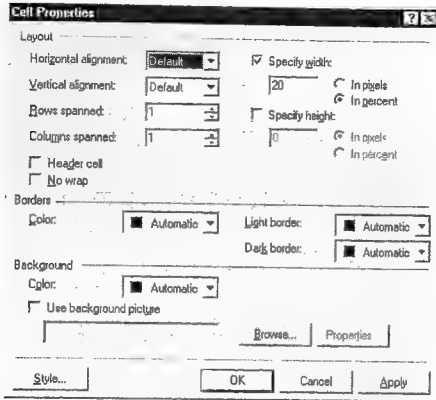 Cell Properties
Layout
Horizontal alignment: Default
Specify width:
Vertical alignment: Default
20
In pixels
In percent
Rows spanned: 1
Specify height:
Columns spanned: 1
0
In pixels
In percent
Header cell
No wrap
Borders
Color: Automatic
Light border: Automatic
Dark border: Automatic
Background
Color: Automatic
Use background picture
Browse... Properties
Style... OK Cancel Apply